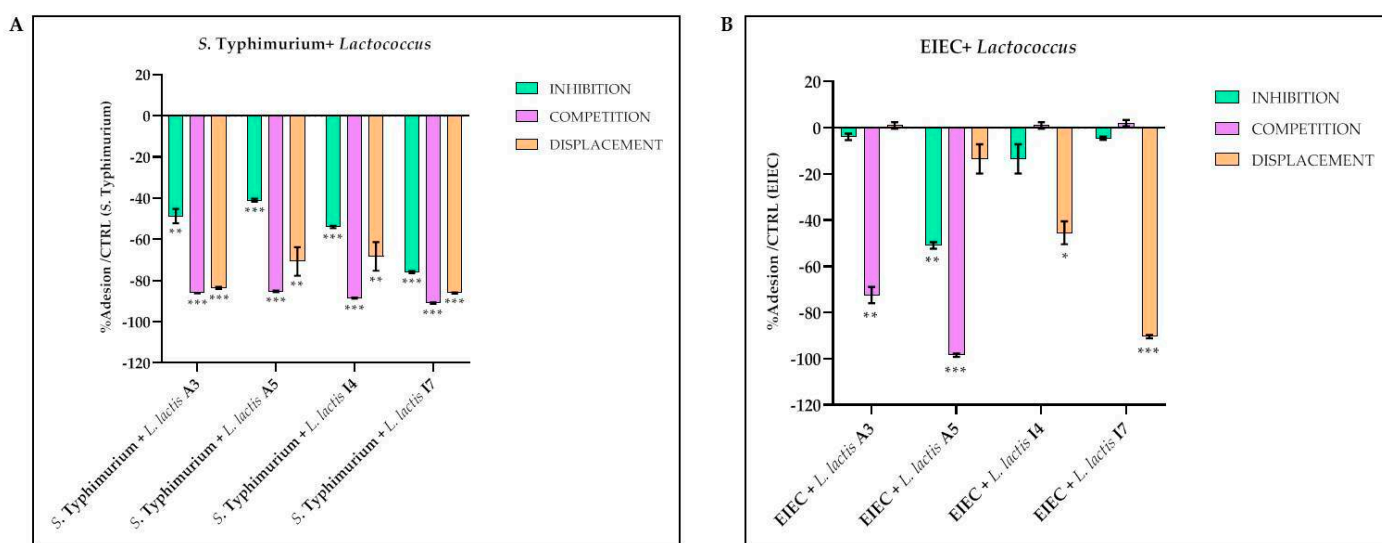 A
S. Typhimurium+ Lactococcus
INHIBITION
COMPETITION
DISPLACEMENT
%Adesion /CTRL (S. Typhimurium)
20
0
-20
-40
-60
-80
-100
-120
**
***
***
***
***
**
***
***
**
***
***
***
S. Typhimurium + L. lactis A3
S. Typhimurium + L. lactis A5
S. Typhimurium + L. lactis I4
S. Typhimurium + L. lactis I7
B
EIEC+ Lactococcus
INHIBITION
COMPETITION
DISPLACEMENT
%Adesion /CTRL (EIEC)
20
0
-20
-40
-60
-80
-100
-120
**
**
***
*
***
EIEC + L. lactis A3
EIEC + L. lactis A5
EIEC + L. lactis I4
EIEC + L. lactis I7